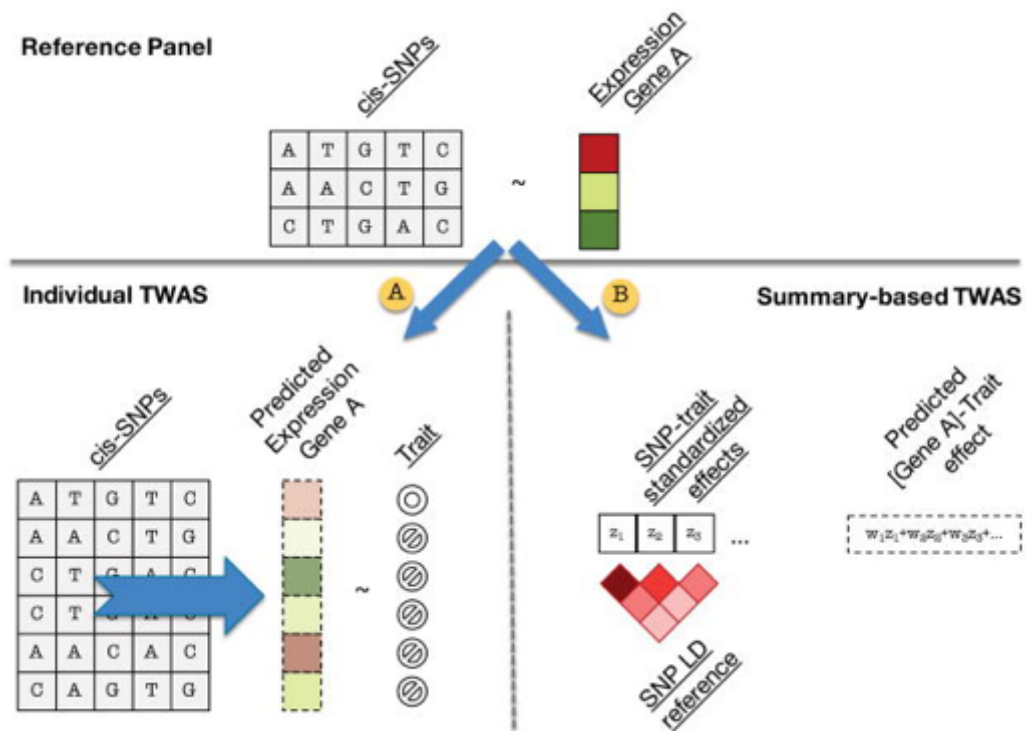 Reference Panel
cis-SNPs
Expression
Gene A
A T G T C
A A C T G
C T G A C
~
Individual TWAS
A
B
Summary-based TWAS
cis-SNPs
Predicted
Expression
Gene A
Trait
A T G T C
A A C T G
C T G A C
C T
A A C A C
C A G T G
~
SNP-trait
standardized
effects
z1 z2 z3 ...
SNP LD
reference
Predicted
[Gene A]-Trait
effect
w1z1+w2z2+w3z3+...